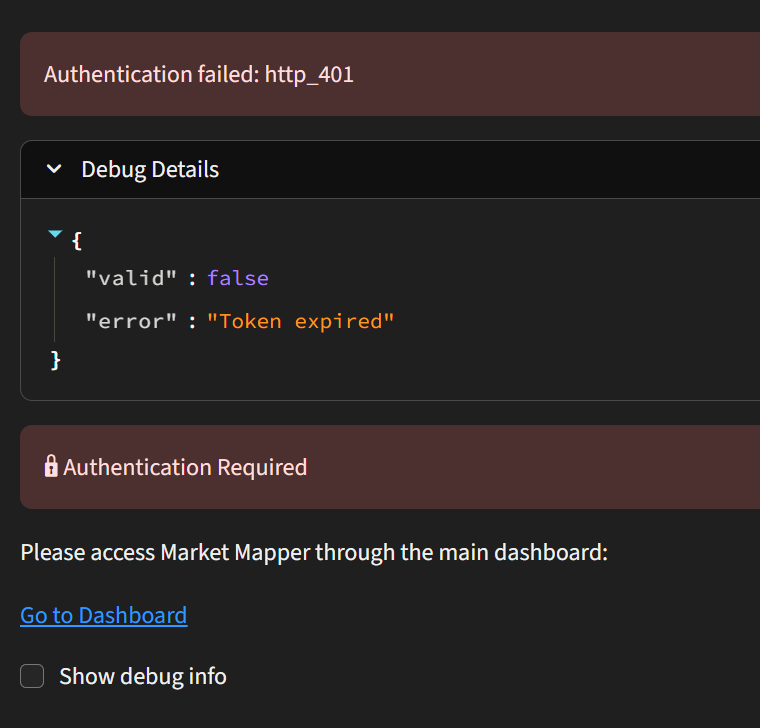 Authentication failed: http_401
Debug Details
{
"valid" : false
"error" : "Token expired"
}
Authentication Required
Please access Market Mapper through the main dashboard:
Go to Dashboard
Show debug info